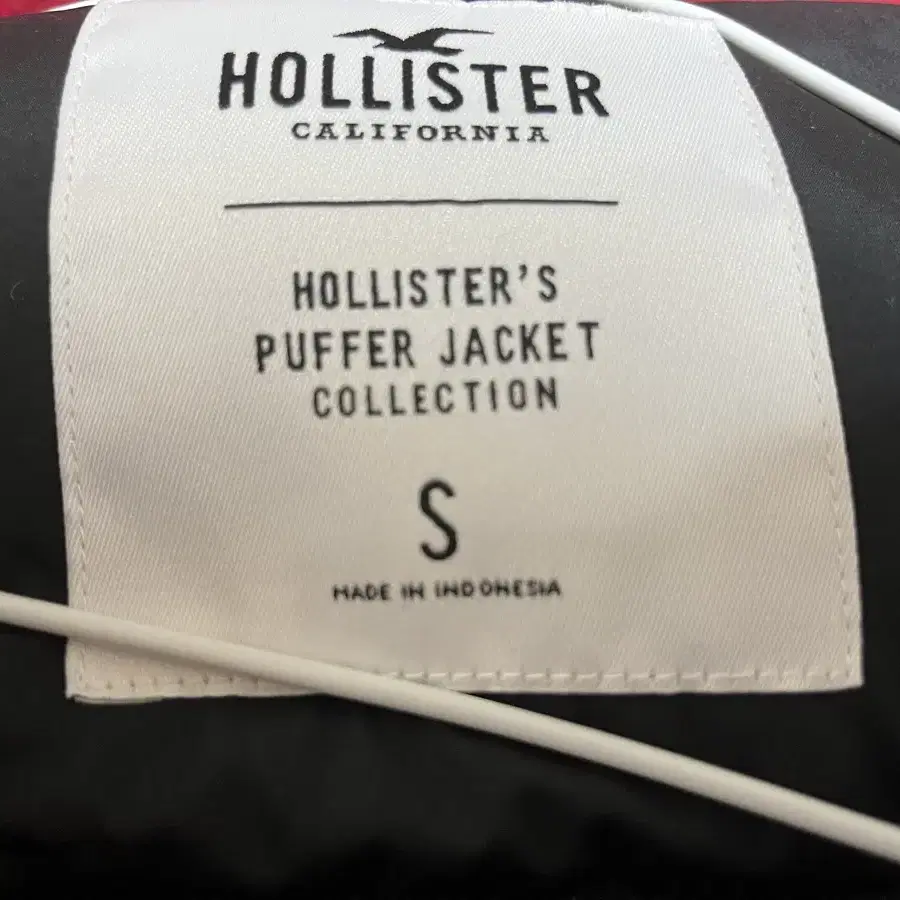 HOLLISTER
CALIFORNIA
HOLLISTER'S
PUFFER JACKET
COLLECTION
S
MADE IN INDONESIA